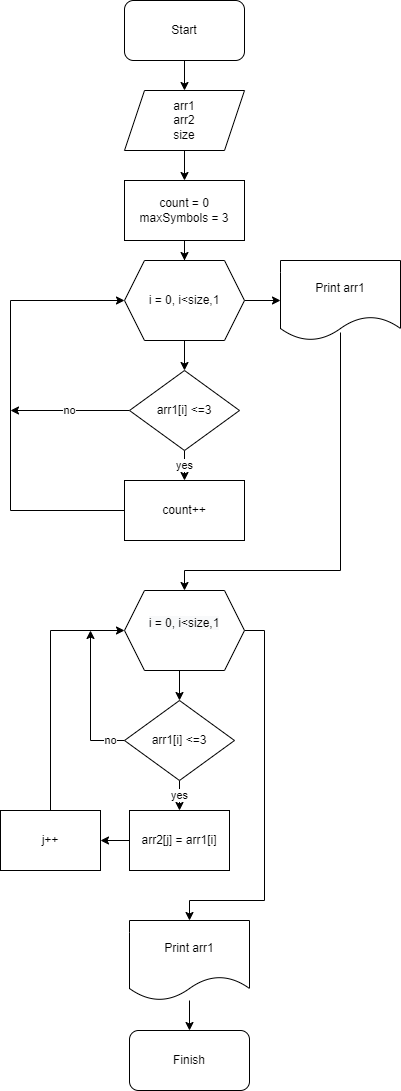 Start
arr1
arr2
size
count = 0
maxSymbols = 3
i = 0, i<size,1
Print arr1
arr1[i] <=3
no
yes
count++
i = 0, i<size,1
arr1[i] <=3
no
yes
j++
arr2[j] = arr1[i]
Print arr1
Finish